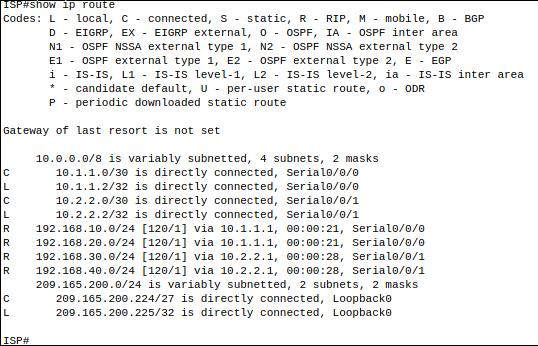 ISP#show ip route
Codes: L - local, C - connected, S - static, R - RIP, M - mobile, B - BGP
D - EIGRP, EX - EIGRP external, O - OSPF, IA - OSPF inter area
N1 - OSPF NSSA external type 1, N2 - OSPF NSSA external type 2
E1 - OSPF external type 1, E2 - OSPF external type 2, E - EGP
i - IS-IS, L1 - IS-IS level-1, L2 - IS-IS level-2, ia - IS-IS inter area
* - candidate default, U - per-user static route, o - ODR
P - periodic downloaded static route
Gateway of last resort is not set
10.0.0.0/8 is variably subnetted, 4 subnets, 2 masks
C 10.1.1.0/30 is directly connected, Serial0/0/0
L 10.1.1.2/32 is directly connected, Serial0/0/0
C 10.2.2.0/30 is directly connected, Serial0/0/1
L 10.2.2.2/32 is directly connected, Serial0/0/1
R 192.168.10.0/24 [120/1] via 10.1.1.1, 00:00:21, Serial0/0/0
R 192.168.20.0/24 [120/1] via 10.1.1.1, 00:00:21, Serial0/0/0
R 192.168.30.0/24 [120/1] via 10.2.2.1, 00:00:28, Serial0/0/1
R 192.168.40.0/24 [120/1] via 10.2.2.1, 00:00:28, Serial0/0/1
209.165.200.0/24 is variably subnetted, 2 subnets, 2 masks
C 209.165.200.224/27 is directly connected, Loopback0
L 209.165.200.225/32 is directly connected, Loopback0
ISP#